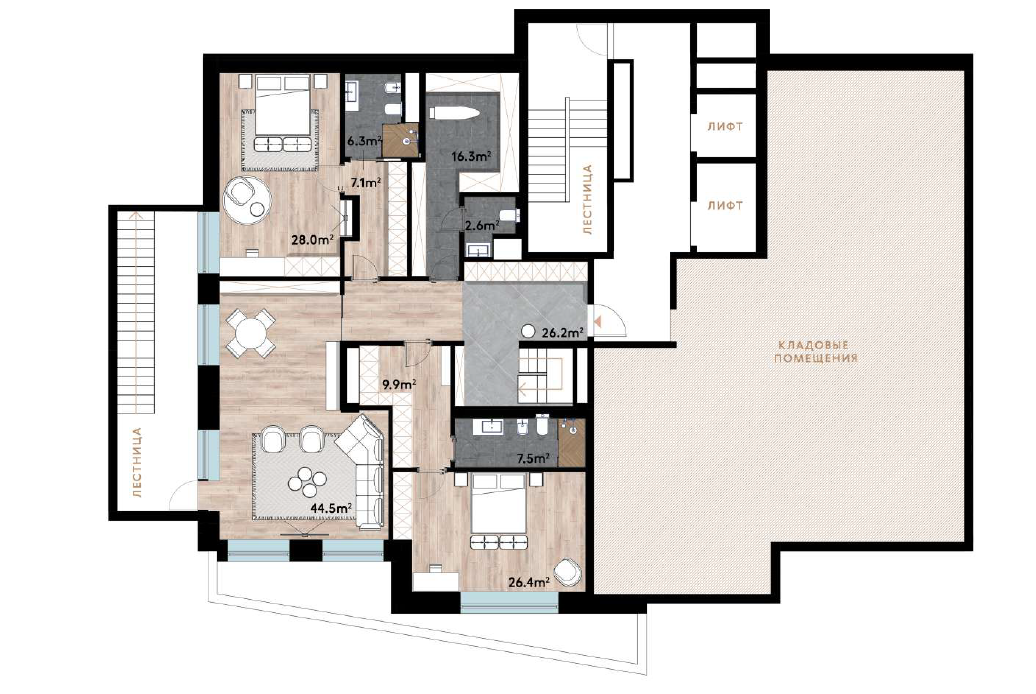 ЛИФТ
6.3m²
16.3m²
7.1m²
ЛЕСТНИЦА
ЛИФТ
2.6m²
28.0m²
26.2m²
КЛАДОВЫЕ
ПОМЕЩЕНИЯ
9.9m²
ЛЕСТНИЦА
7.5m²
44.5m²
26.4m²